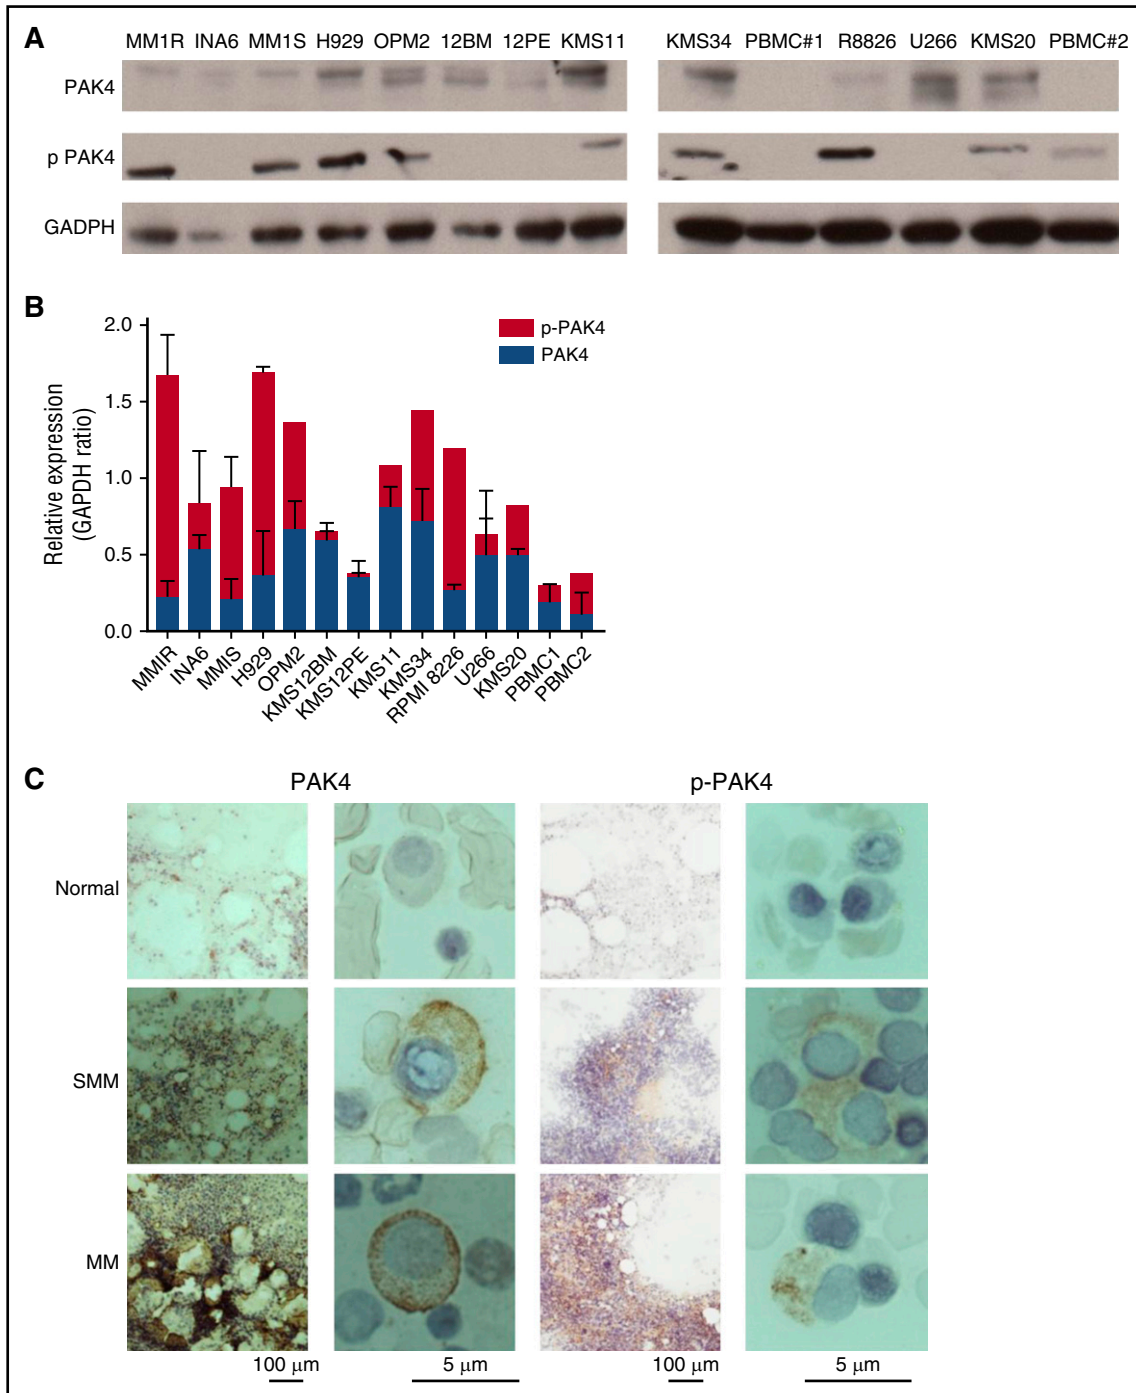 A
MM1R INA6 MM1S H929 OPM2 12BM 12PE KMS11 KMS34 PBMC#1 R8826 U266 KMS20 PBMC#2
PAK4
p PAK4
GADPH
B
2.0
1.5
1.0
0.5
0.0
Relative expression
(GAPDH ratio)
p-PAK4
PAK4
MMIR INA6 MMIS H929 OPM2 KMS12BM KMS12PE KMS11 KMS34 RPMI 8226 U266 KMS20 PBMC1 PBMC2
C
PAK4 p-PAK4
Normal
SMM
MM
100 μm 5 μm 100 μm 5 μm